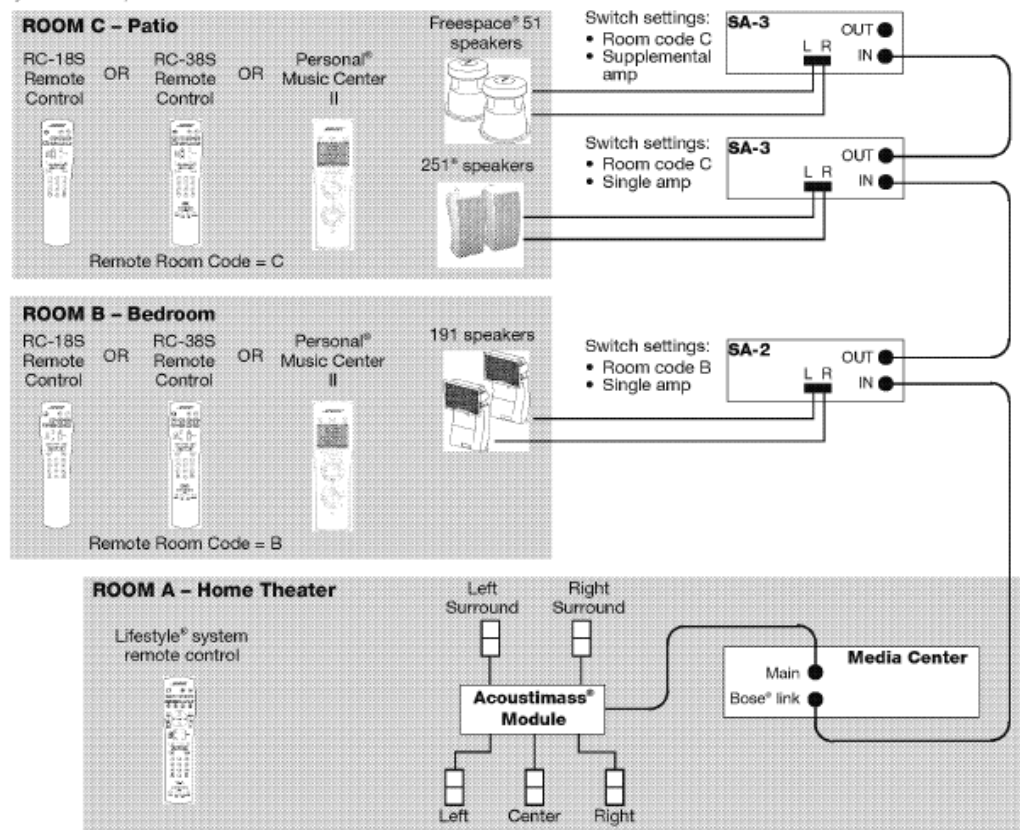 ROOM C – Patio
RC-18S
Remote
Control
OR
RC-38S
Remote
Control
OR
Personal®
Music Center
II
Remote Room Code = C
Freespace® 51
speakers
251® speakers
Switch settings:
• Room code C
• Supplemental
amp
SA-3
L R
OUT
IN
Switch settings:
• Room code C
• Single amp
SA-3
L R
OUT
IN
ROOM B – Bedroom
RC-18S
Remote
Control
OR
RC-38S
Remote
Control
OR
Personal®
Music Center
II
Remote Room Code = B
191 speakers
Switch settings:
• Room code B
• Single amp
SA-2
L R
OUT
IN
ROOM A – Home Theater
Lifestyle® system
remote control
Left
Surround
Right
Surround
Acoustimass®
Module
Left
Center
Right
Media Center
Main
Bose® link